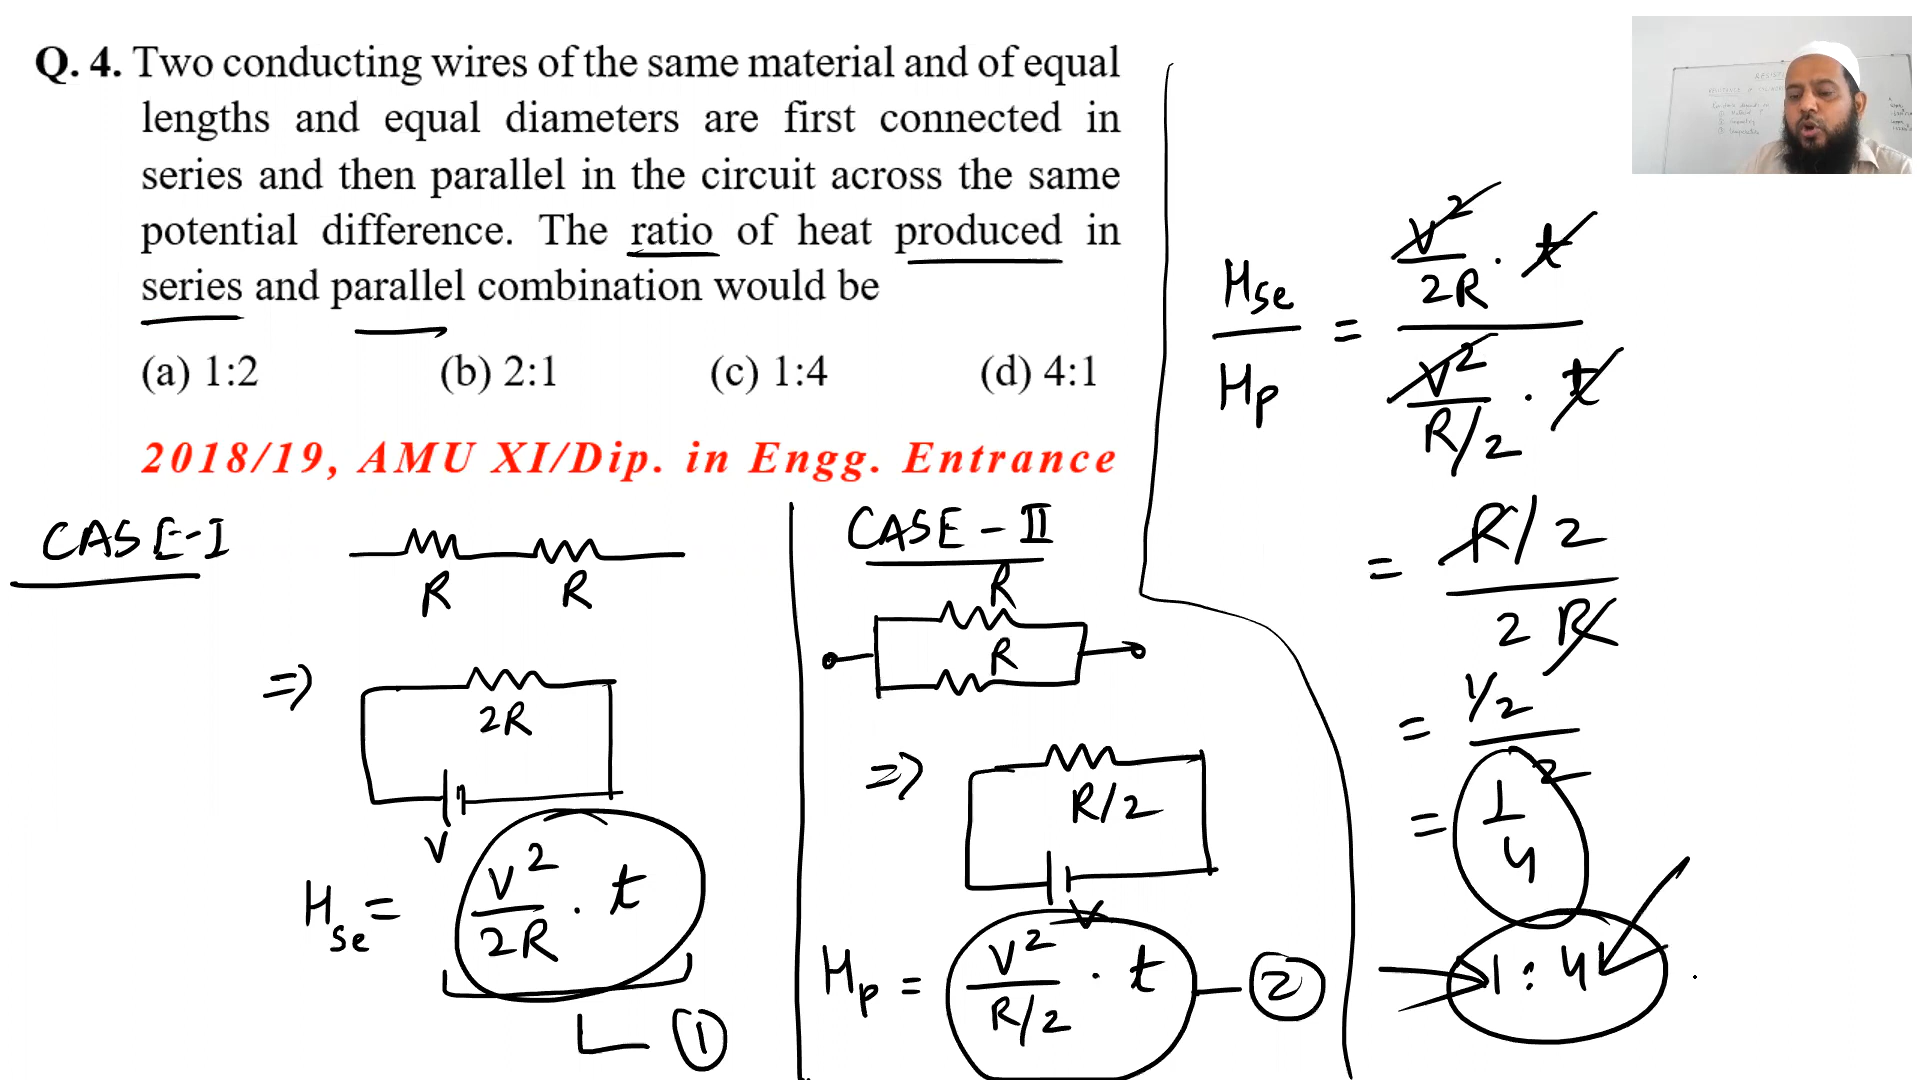 Q. 4. Two conducting wires of the same material and of equal
lengths and equal diameters are first connected in
series and then parallel in the circuit across the same
potential difference. The ratio of heat produced in
series and parallel combination would be
(a) 1:2 (b) 2:1 (c) 1:4 (d) 4:1
2018/19, AMU XI/Dip. in Engg. Entrance
CASE-I
R R
=> 2R
V
Hse = V²/2R . t
1
CASE - II
R
R
=> R/2
V
Hp = V²/R/2 . t — 2
Hse/Hp = V²/2R . t / V²/R/2 . t
= R/2 / 2R
= 1/2 / 2
= 1/4
1 : 4